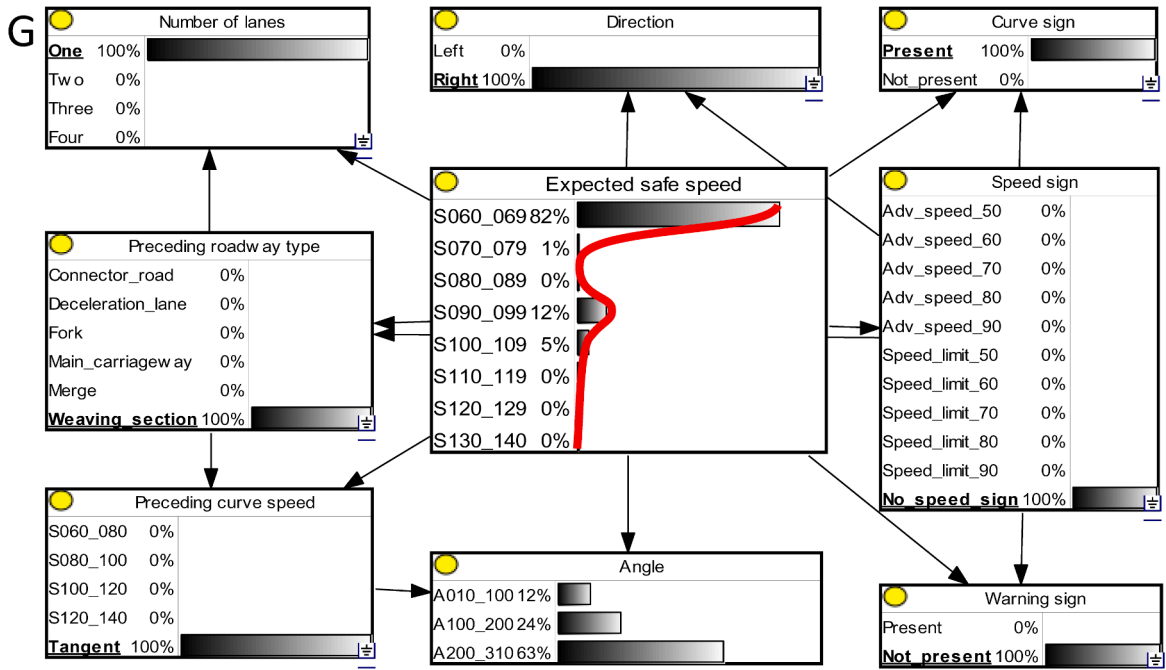 G
Number of lanes
One 100%
Two 0%
Three 0%
Four 0%
Direction
Left 0%
Right 100%
Curve sign
Present 100%
Not_present 0%
Expected safe speed
S060_069 82%
S070_079 1%
S080_089 0%
S090_099 12%
S100_109 5%
S110_119 0%
S120_129 0%
S130_140 0%
Speed sign
Adv_speed_50 0%
Adv_speed_60 0%
Adv_speed_70 0%
Adv_speed_80 0%
Adv_speed_90 0%
Speed_limit_50 0%
Speed_limit_60 0%
Speed_limit_70 0%
Speed_limit_80 0%
Speed_limit_90 0%
No_speed_sign 100%
Preceding roadway type
Connector_road 0%
Deceleration_lane 0%
Fork 0%
Main_carriageway 0%
Merge 0%
Weaving_section 100%
Preceding curve speed
S060_080 0%
S080_100 0%
S100_120 0%
S120_140 0%
Tangent 100%
Angle
A010_100 12%
A100_200 24%
A200_310 63%
Warning sign
Present 0%
Not_present 100%